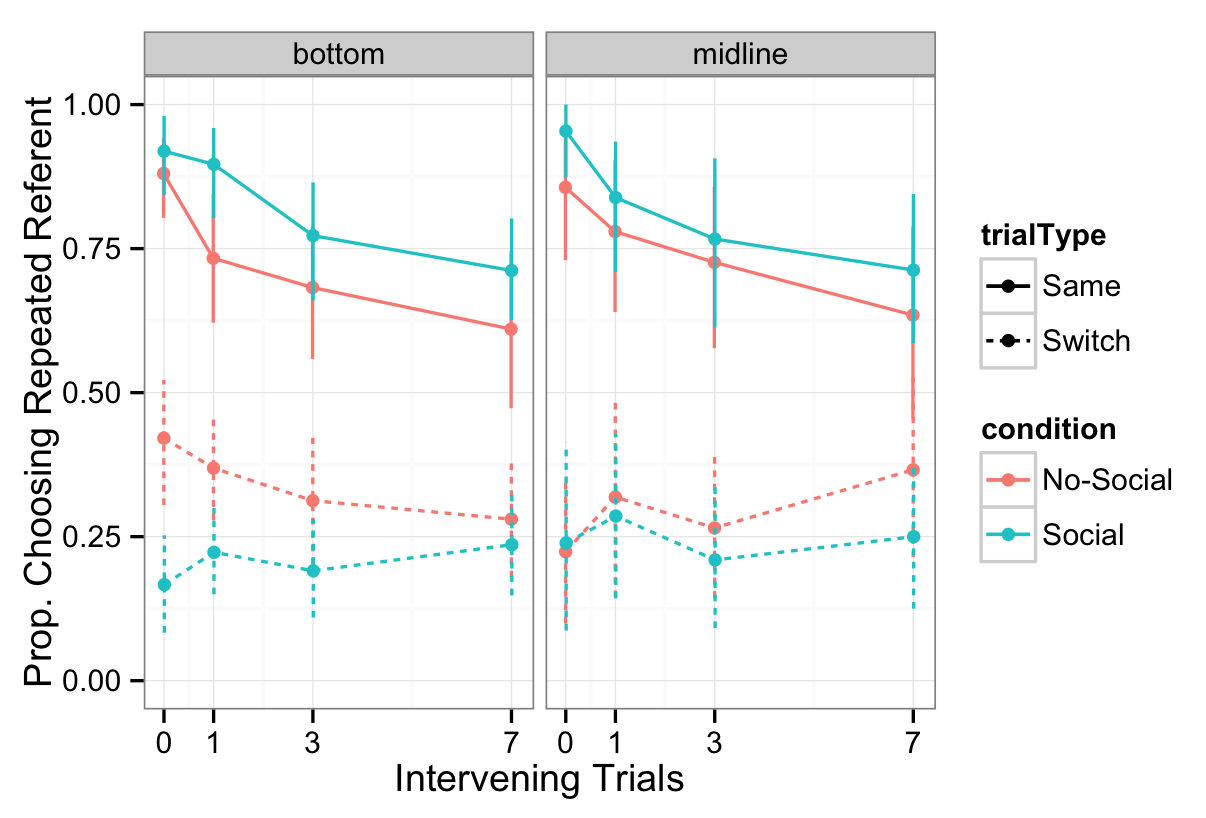 bottom
midline
Prop. Choosing Repeated Referent
1.00
0.75
0.50
0.25
0.00
0 1 3 7
0 1 3 7
Intervening Trials
trialType
Same
Switch
condition
No-Social
Social